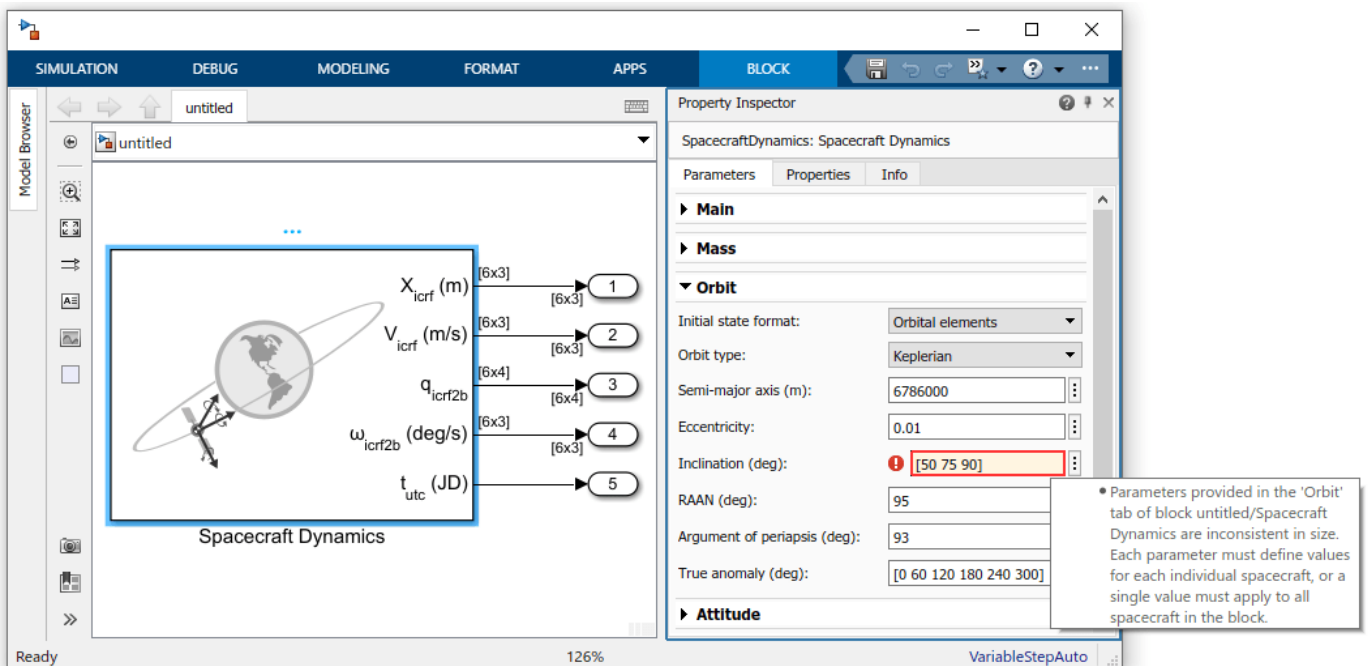 SIMULATION DEBUG MODELING FORMAT APPS BLOCK
Model Browser
untitled
untitled
X icrf (m)
[6x3]
[6x3]
1
V icrf (m/s)
[6x3]
[6x3]
2
q icrf2b
[6x4]
[6x4]
3
ω icrf2b (deg/s)
[6x3]
[6x3]
4
t utc (JD)
5
Spacecraft Dynamics
Property Inspector
SpacecraftDynamics: Spacecraft Dynamics
Parameters Properties Info
Main
Mass
Orbit
Initial state format: Orbital elements
Orbit type: Keplerian
Semi-major axis (m): 6786000
Eccentricity: 0.01
Inclination (deg): [50 75 90]
RAAN (deg): 95
Argument of periapsis (deg): 93
True anomaly (deg): [0 60 120 180 240 300]
Attitude
Parameters provided in the 'Orbit'
tab of block untitled/Spacecraft
Dynamics are inconsistent in size.
Each parameter must define values
for each individual spacecraft, or a
single value must apply to all
spacecraft in the block.
Ready 126% VariableStepAuto